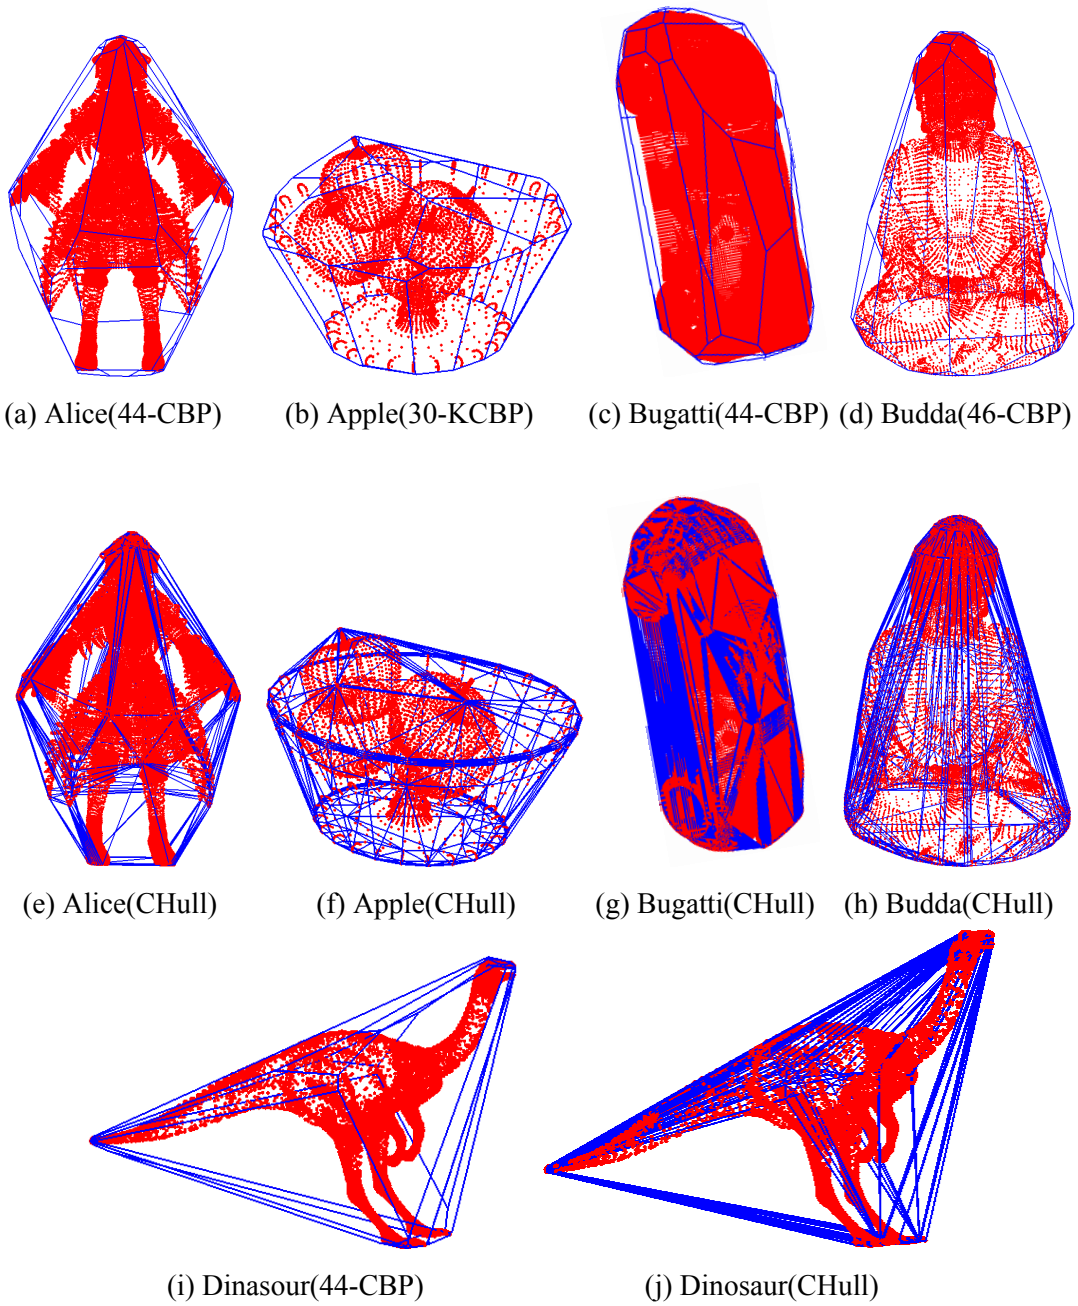 (a) Alice(44-CBP) (b) Apple(30-KCBP) (c) Bugatti(44-CBP) (d) Budda(46-CBP)
(e) Alice(CHull) (f) Apple(CHull) (g) Bugatti(CHull) (h) Budda(CHull)
(i) Dinasour(44-CBP) (j) Dinosaur(CHull)